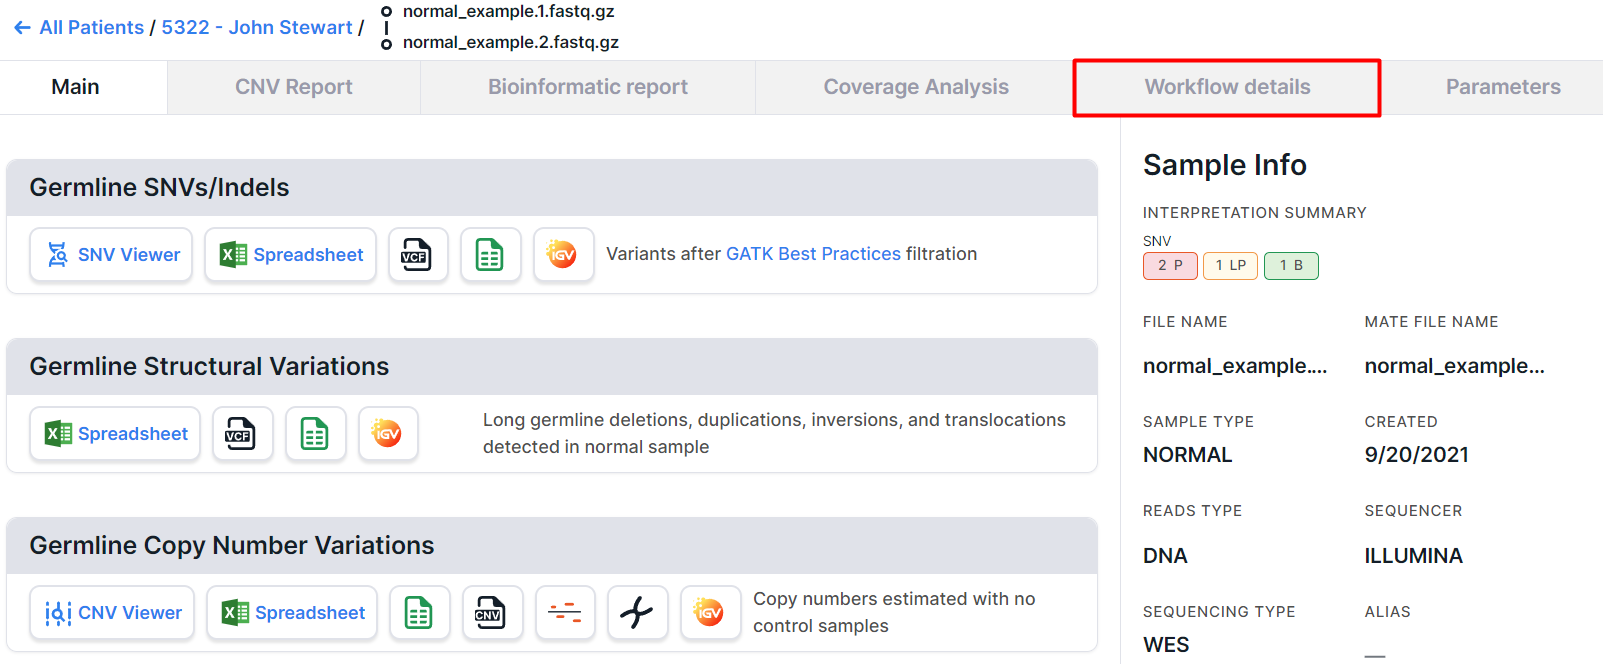 ← All Patients / 5322 - John Stewart /
normal_example.1.fastq.gz
normal_example.2.fastq.gz
Main
CNV Report
Bioinformatic report
Coverage Analysis
Workflow details
Parameters
Germline SNVs/Indels
SNV Viewer
X Spreadsheet
VCF
IGV
Variants after GATK Best Practices filtration
Germline Structural Variations
X Spreadsheet
VCF
IGV
Long germline deletions, duplications, inversions, and translocations
detected in normal sample
Germline Copy Number Variations
CNV Viewer
X Spreadsheet
CNV
IGV
Copy numbers estimated with no
control samples
Sample Info
INTERPRETATION SUMMARY
SNV
2 P
1 LP
1 B
FILE NAME
MATE FILE NAME
normal_example....
normal_example...
SAMPLE TYPE
CREATED
NORMAL
9/20/2021
READS TYPE
SEQUENCER
DNA
ILLUMINA
SEQUENCING TYPE
ALIAS
WES
—